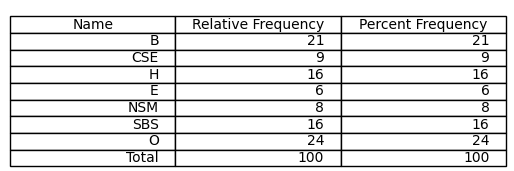 Name Relative Frequency Percent Frequency
B 21 21
CSE 9 9
H 16 16
E 6 6
NSM 8 8
SBS 16 16
O 24 24
Total 100 100